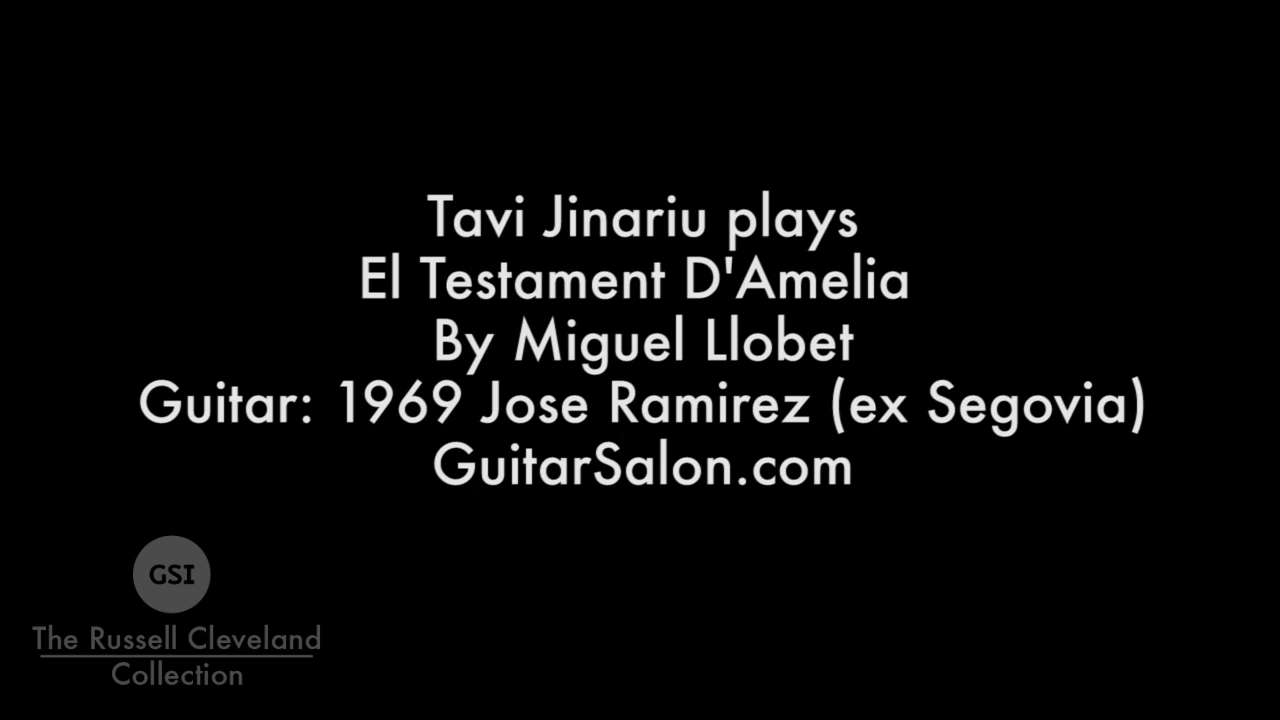 Tavi Jinariu plays
El Testament D'Amelia
By Miguel Llobet
Guitar: 1969 Jose Ramirez (ex Segovia)
GuitarSalon.com
GSI
The Russell Cleveland
Collection